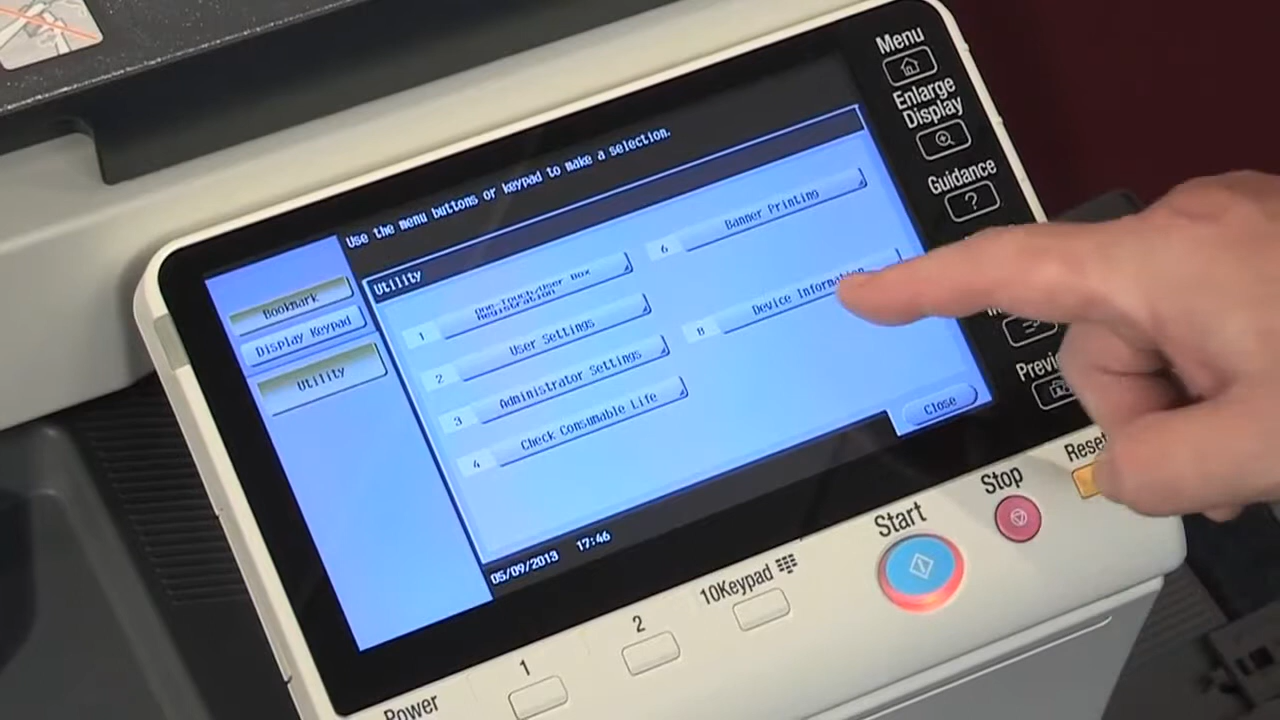 Menu
Enlarge
Display
Guidance
?
Use the menu buttons or keypad to make a selection.
Utility
Bookmark
Display Keypad
Utility
1
One-Touch/User Box
Registration
2
User Settings
3
Administrator Settings
4
Check Consumable Life
6
Banner Printing
8
Device Information
Close
05/09/2013 17:46
Reset
Stop
Start
10Keypad
2
1
Power